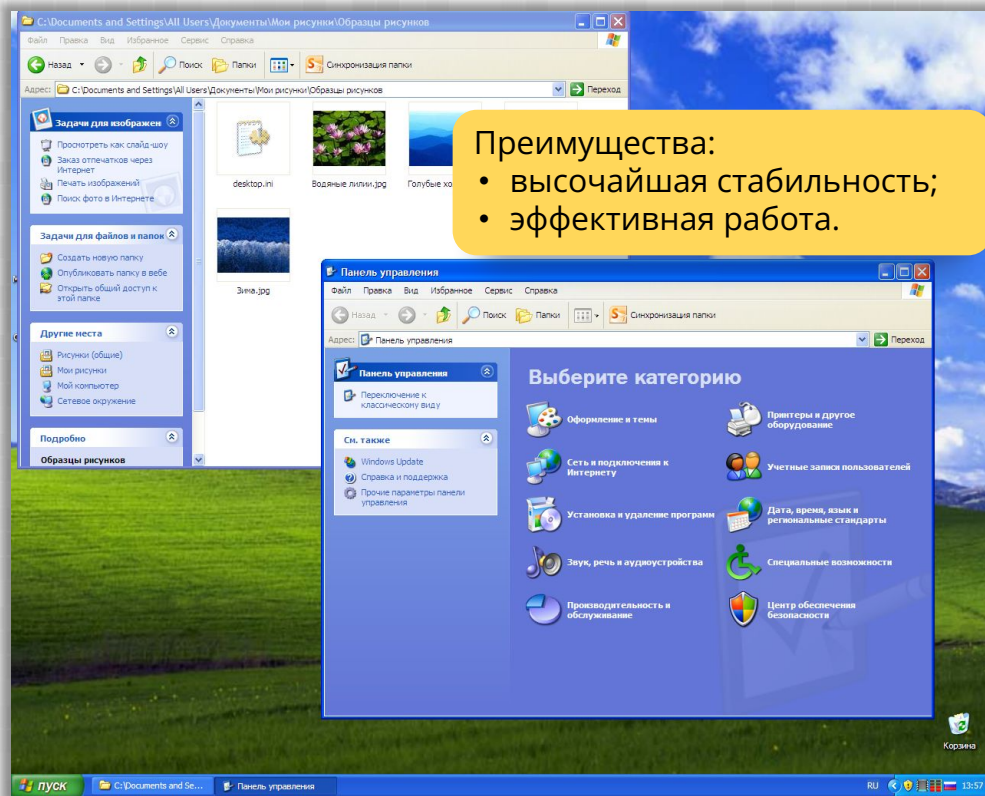 C:\Documents and Settings\All Users\Документы\Мои рисунки\Образцы рисунков
Файл Правка Вид Избранное Сервис Справка
Назад Поиск Папки Синхронизация папки
Адрес: C:\Documents and Settings\All Users\Документы\Мои рисунки\Образцы рисунков Переход
Задачи для изображен
Просмотреть как слайд-шоу
Заказ отпечатков через
Интернет
Печать изображений
Поиск фото в Интернете
Задачи для файлов и папок
Создать новую папку
Опубликовать папку в вебе
Открыть общий доступ к
этой папке
Другие места
Рисунки (общие)
Мои рисунки
Мой компьютер
Сетевое окружение
Подробно
Образцы рисунков
desktop.ini
Водяные лилии.jpg
Голубые хо
Зима.jpg
Преимущества:
• высочайшая стабильность;
• эффективная работа.
Панель управления
Файл Правка Вид Избранное Сервис Справка
Назад Поиск Папки Синхронизация папки
Адрес: Панель управления Переход
Панель управления
Переключение к
классическому виду
См. также
Windows Update
Справка и поддержка
Прочие параметры панели
управления
Выберите категорию
Оформление и темы
Принтеры и другое
оборудование
Сеть и подключения к
Интернету
Учетные записи пользователей
Установка и удаление программ
Дата, время, язык и
региональные стандарты
Звук, речь и аудиоустройства
Специальные возможности
Производительность и
обслуживание
Центр обеспечения
безопасности
Корзина
пуск C:\Documents and Se... Панель управления RU 13:57